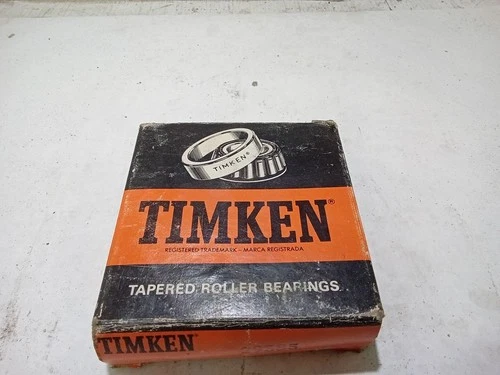 TIMKEN®
TIMKEN®
REGISTERED TRADEMARK - MARCA REGISTRADA
TAPERED ROLLER BEARINGS
TIMKEN